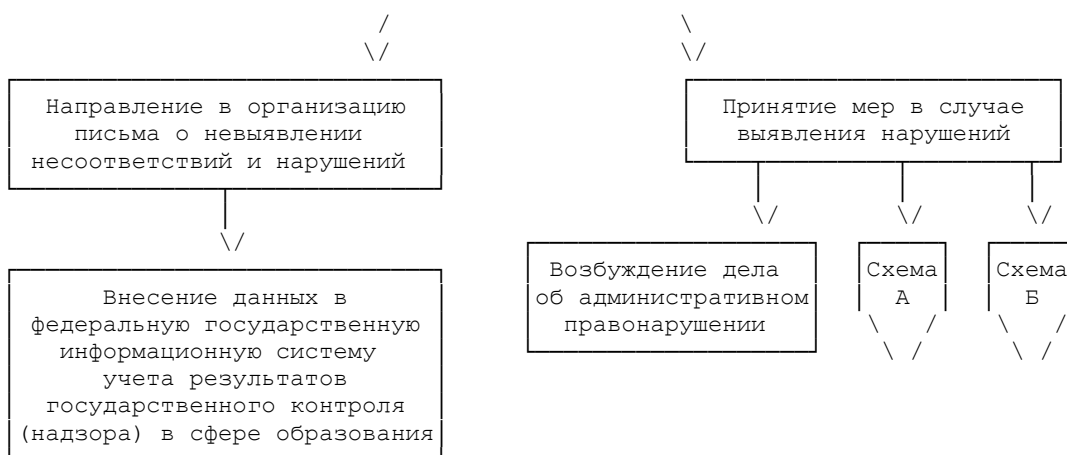 Направление в организацию
письма о невыявлении
несоответствий и нарушений
Принятие мер в случае
выявления нарушений
Внесение данных в
федеральную государственную
информационную систему
учета результатов
государственного контроля
(надзора) в сфере образования
Возбуждение дела
об административном
правонарушении
Схема
А
Схема
Б